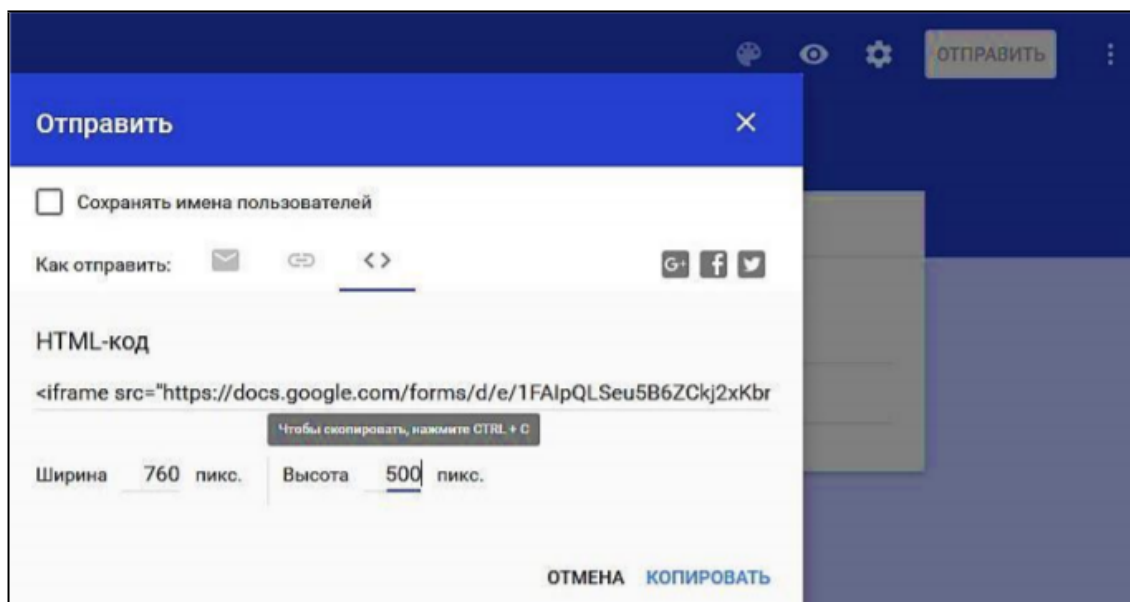 ОТПРАВИТЬ
Отправить
Сохранять имена пользователей
Как отправить:
G+
HTML-код
<iframe src="https://docs.google.com/forms/d/e/1FAIpQLSeu5B6ZCkj2xKbr
Чтобы скопировать, нажмите CTRL + C
Ширина 760 пикс. Высота 500 пикс.
ОТМЕНА КОПИРОВАТЬ